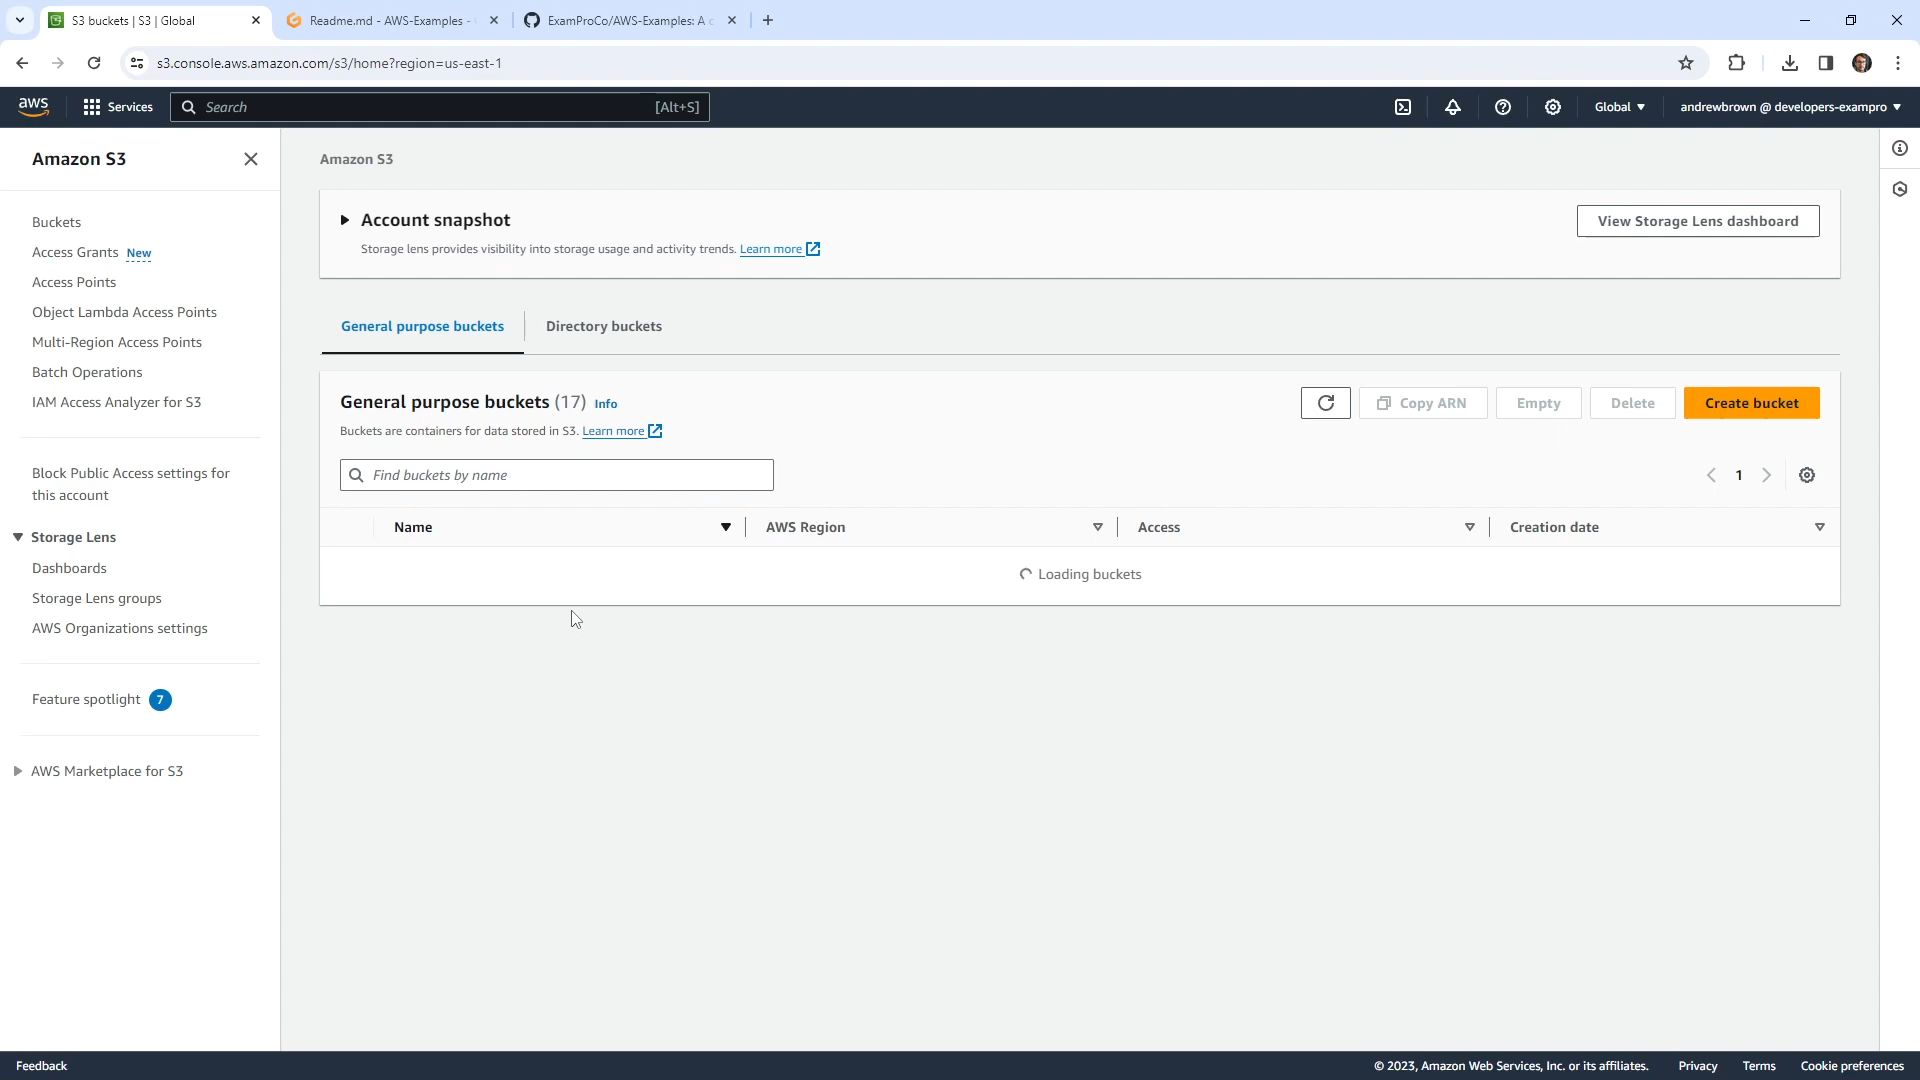 S3 buckets | S3 | Global
Readme.md - AWS-Examples -
ExamProCo/AWS-Examples: A c
s3.console.aws.amazon.com/s3/home?region=us-east-1
aws
Services
Search
[Alt+S]
Global
andrewbrown @ developers-exampro
Amazon S3
Buckets
Access Grants New
Access Points
Object Lambda Access Points
Multi-Region Access Points
Batch Operations
IAM Access Analyzer for S3
Block Public Access settings for
this account
Storage Lens
Dashboards
Storage Lens groups
AWS Organizations settings
Feature spotlight 7
AWS Marketplace for S3
Amazon S3
Account snapshot
Storage lens provides visibility into storage usage and activity trends. Learn more
View Storage Lens dashboard
General purpose buckets
Directory buckets
General purpose buckets (17) Info
Buckets are containers for data stored in S3. Learn more
Copy ARN
Empty
Delete
Create bucket
Find buckets by name
1
Name
AWS Region
Access
Creation date
Loading buckets
Feedback
© 2023, Amazon Web Services, Inc. or its affiliates.
Privacy
Terms
Cookie preferences